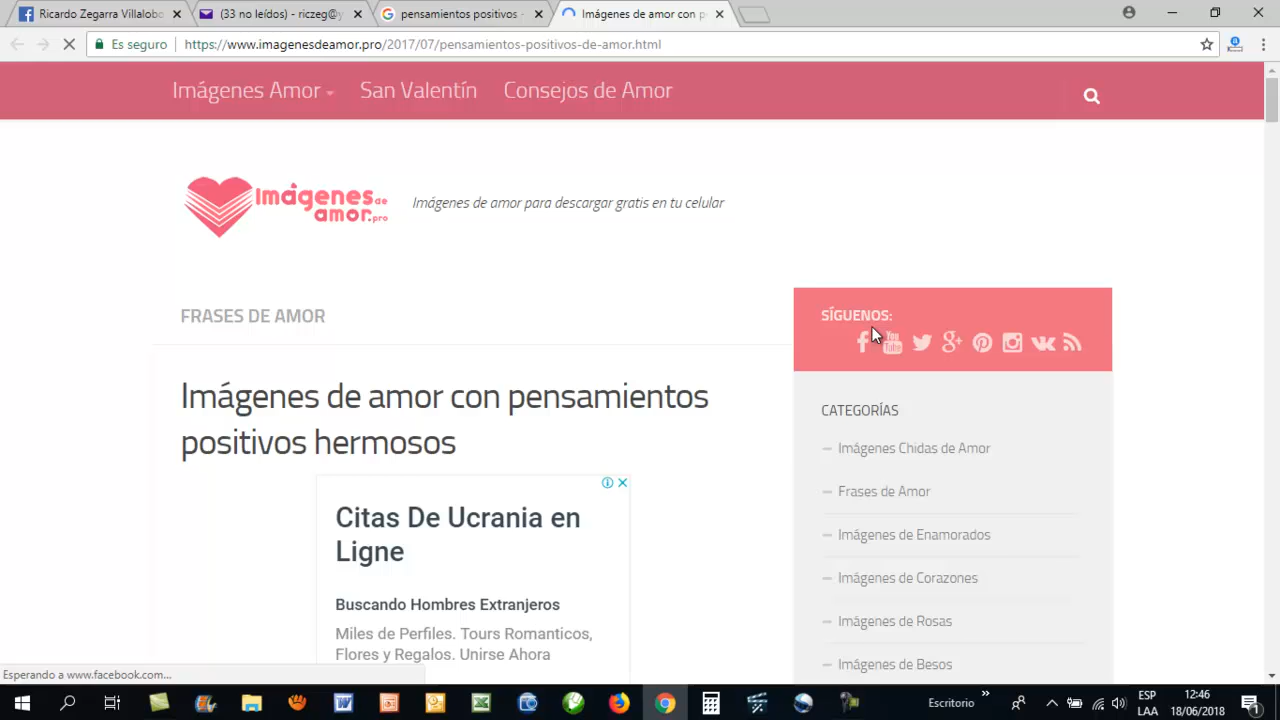 Ricardo Zegarra Villalobo
(33 no leídos) - riczeg@y
pensamientos positivos -
Imágenes de amor con p
Es seguro
https://www.imagenesdeamor.pro/2017/07/pensamientos-positivos-de-amor.html
Imágenes Amor
San Valentín
Consejos de Amor
Imágenes de
amor.pro
Imágenes de amor para descargar gratis en tu celular
SÍGUENOS:
FRASES DE AMOR
Imágenes de amor con pensamientos
positivos hermosos
CATEGORÍAS
Imágenes Chidas de Amor
Frases de Amor
Imágenes de Enamorados
Imágenes de Corazones
Imágenes de Rosas
Imágenes de Besos
Citas De Ucrania en
Ligne
Buscando Hombres Extranjeros
Miles de Perfiles. Tours Romanticos,
Flores y Regalos. Unirse Ahora
Esperando a www.facebook.com...
Escritorio
ESP
LAA
12:46
18/06/2018